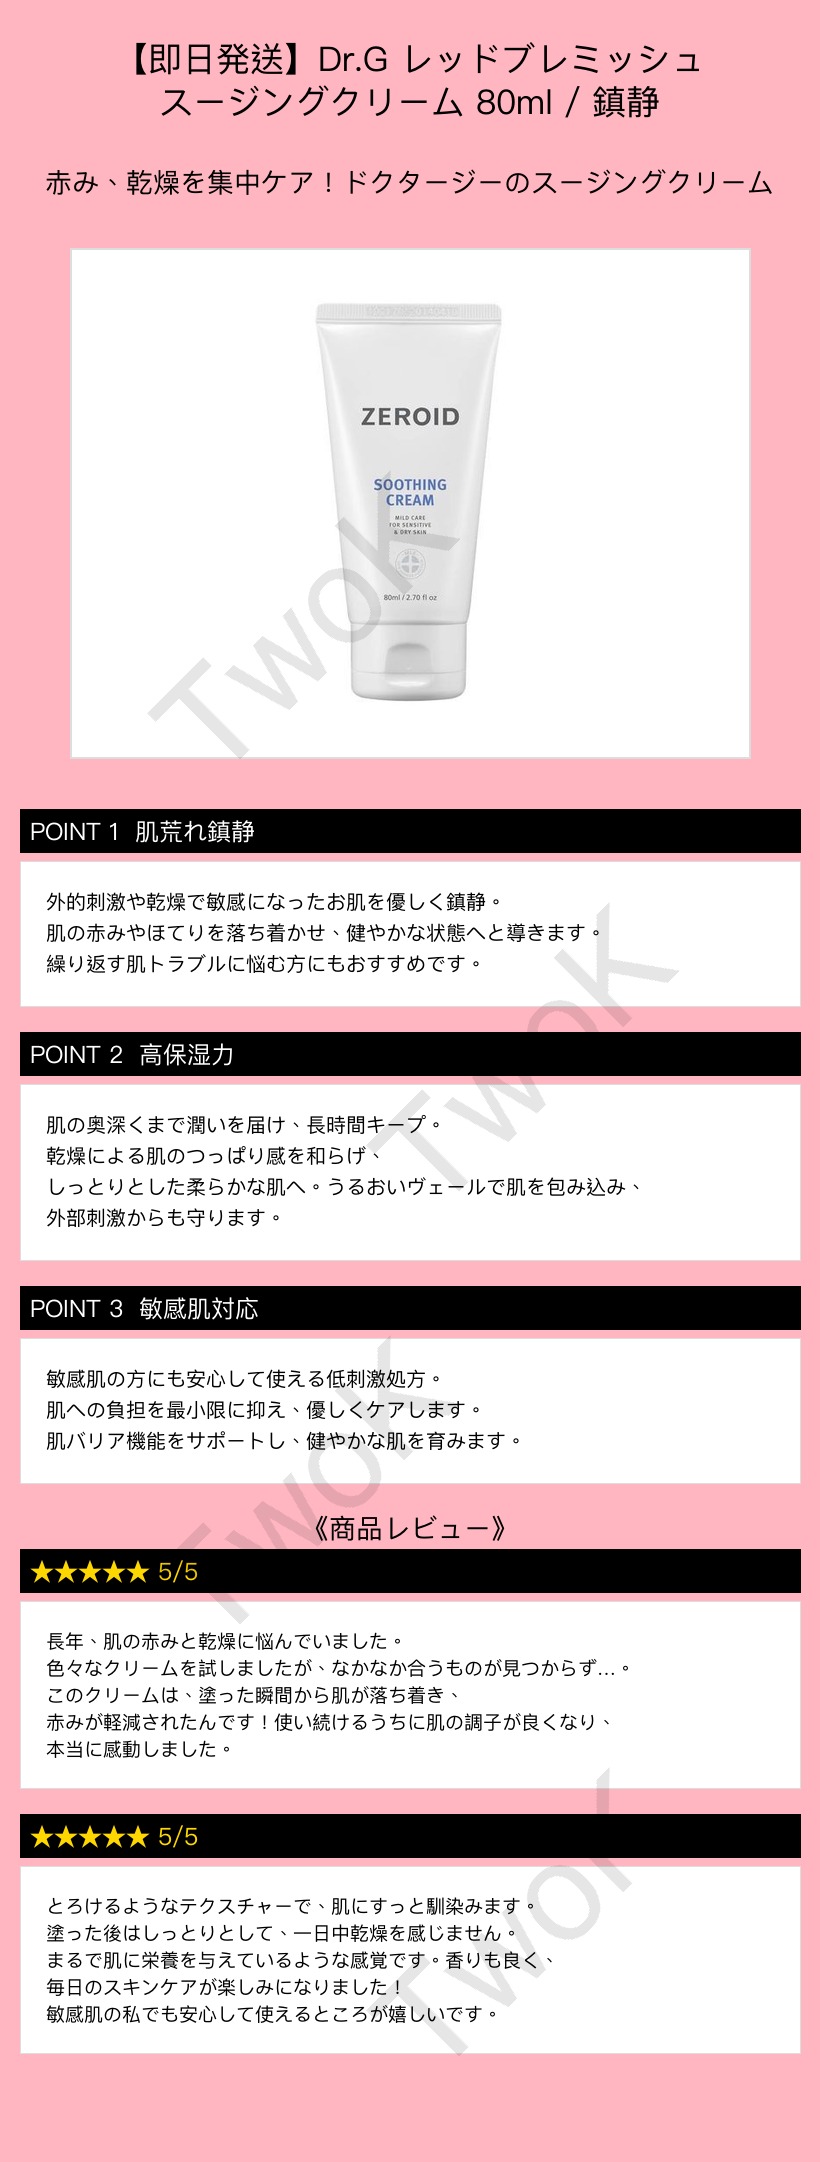 【即日発送】Dr.G レッドブレミッシュ
スージングクリーム 80ml / 鎮静
赤み、乾燥を集中ケア！ドクタージーのスージングクリーム
ZEROID
SOOTHING
CREAM
MILD CARE
FOR SENSITIVE
& DRY SKIN
80ml / 2.70 fl oz
TwoK
POINT 1 肌荒れ鎮静
外的刺激や乾燥で敏感になったお肌を優しく鎮静。
肌の赤みやほてりを落ち着かせ、健やかな状態へと導きます。
繰り返す肌トラブルに悩む方にもおすすめです。
TwoK
POINT 2 高保湿力
肌の奥深くまで潤いを届け、長時間キープ。
乾燥による肌のつっぱり感を和らげ、
しっとりとした柔らかな肌へ。うるおいヴェールで肌を包み込み、
外部刺激からも守ります。
POINT 3 敏感肌対応
敏感肌の方にも安心して使える低刺激処方。
肌への負担を最小限に抑え、優しくケアします。
肌バリア機能をサポートし、健やかな肌を育みます。
TwoK
《商品レビュー》
★★★★★ 5/5
長年、肌の赤みと乾燥に悩んでいました。
色々なクリームを試しましたが、なかなか合うものが見つからず…。
このクリームは、塗った瞬間から肌が落ち着き、
赤みが軽減されたんです！使い続けるうちに肌の調子が良くなり、
本当に感動しました。
★★★★★ 5/5
とろけるようなテクスチャーで、肌にすっと馴染みます。
塗った後はしっとりとして、一日中乾燥を感じません。
まるで肌に栄養を与えているような感覚です。香りも良く、
毎日のスキンケアが楽しみになりました！
敏感肌の私でも安心して使えるところが嬉しいです。
TwoK